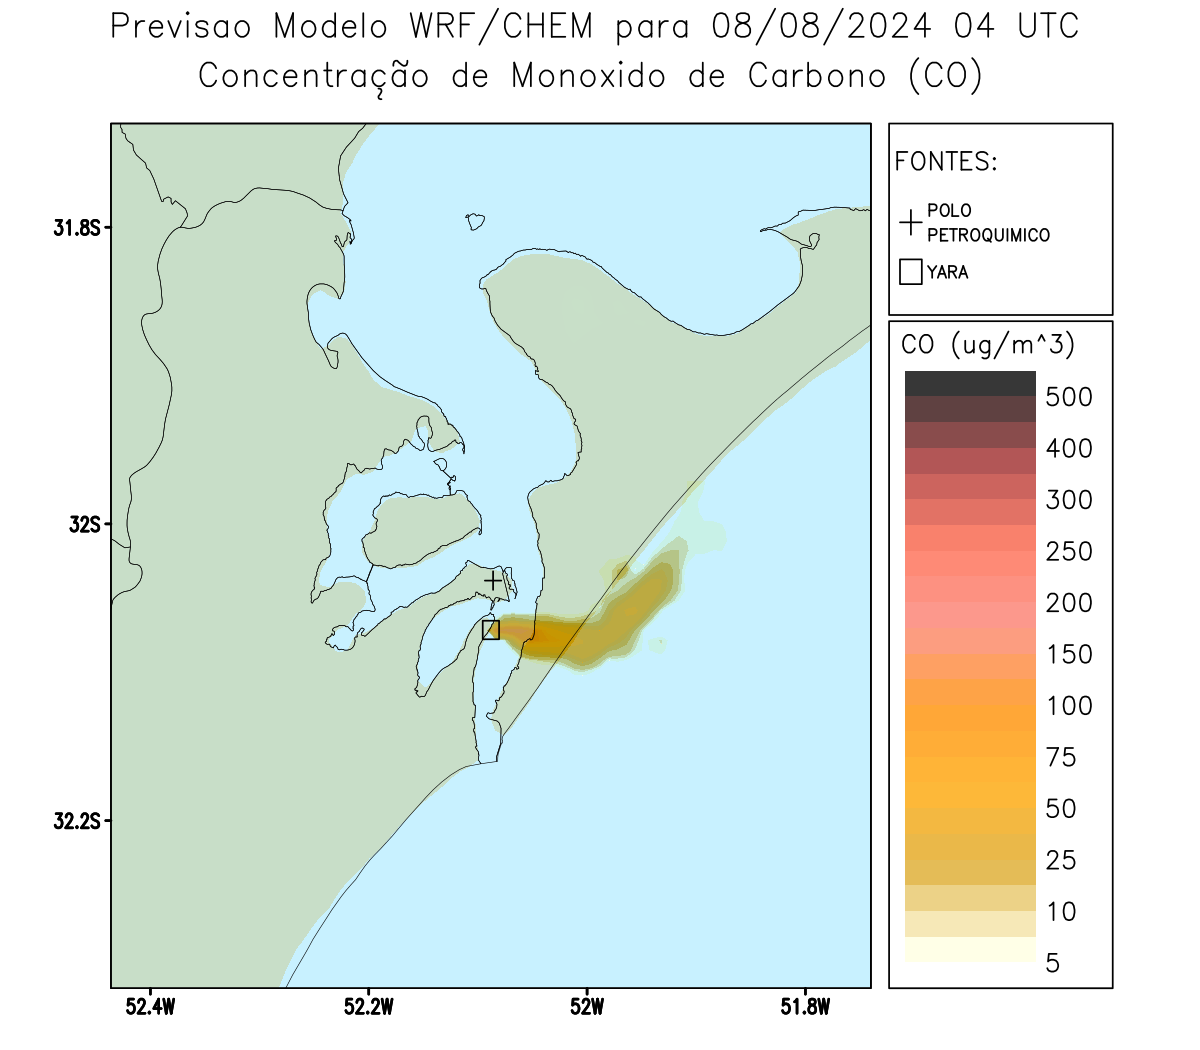 Previsao Modelo WRF/CHEM para 08/08/2024 04 UTC
Concentração de Monoxido de Carbono (CO)
FONTES:
POLO
PETROQUIMICO
YARA
CO (ug/m^3)
500
400
300
250
200
150
100
75
50
25
10
5
31.8S
32S
32.2S
52.4W
52.2W
52W
51.8W